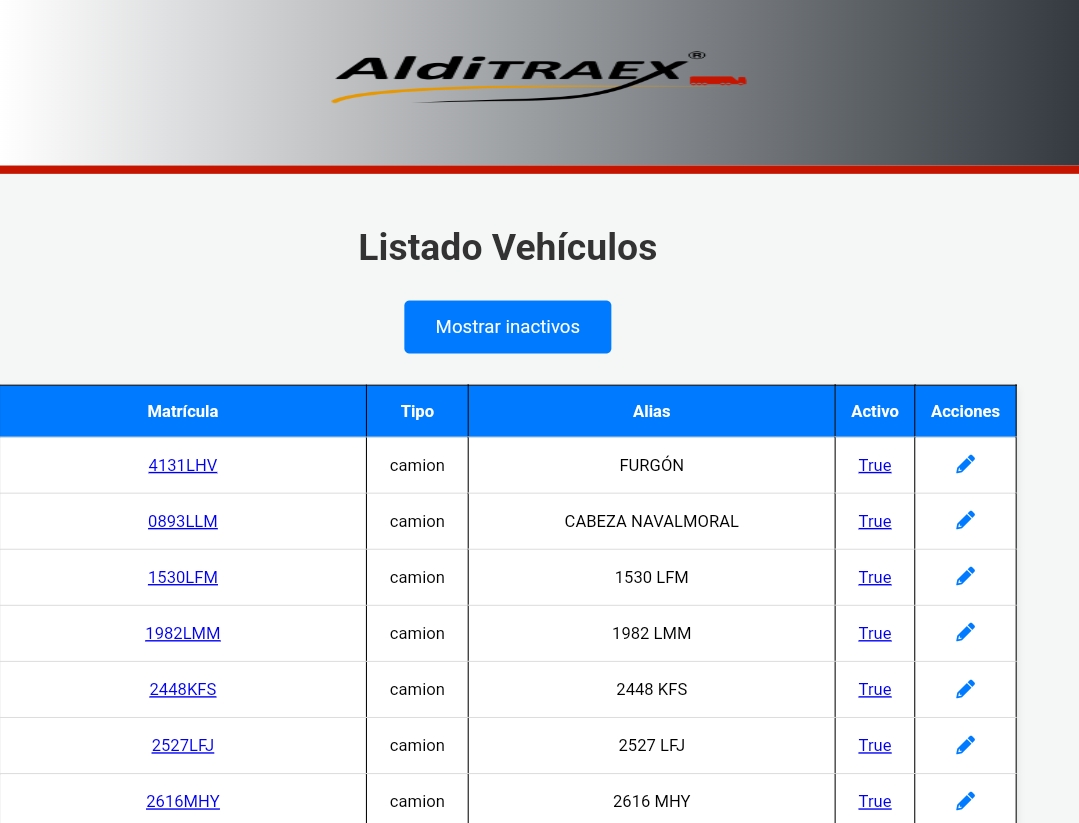 AldiTRAEX®
Listado Vehículos
Mostrar inactivos
Matrícula Tipo Alias Activo Acciones
4131LHV camion FURGÓN True
0893LLM camion CABEZA NAVALMORAL True
1530LFM camion 1530 LFM True
1982LMM camion 1982 LMM True
2448KFS camion 2448 KFS True
2527LFJ camion 2527 LFJ True
2616MHY camion 2616 MHY True